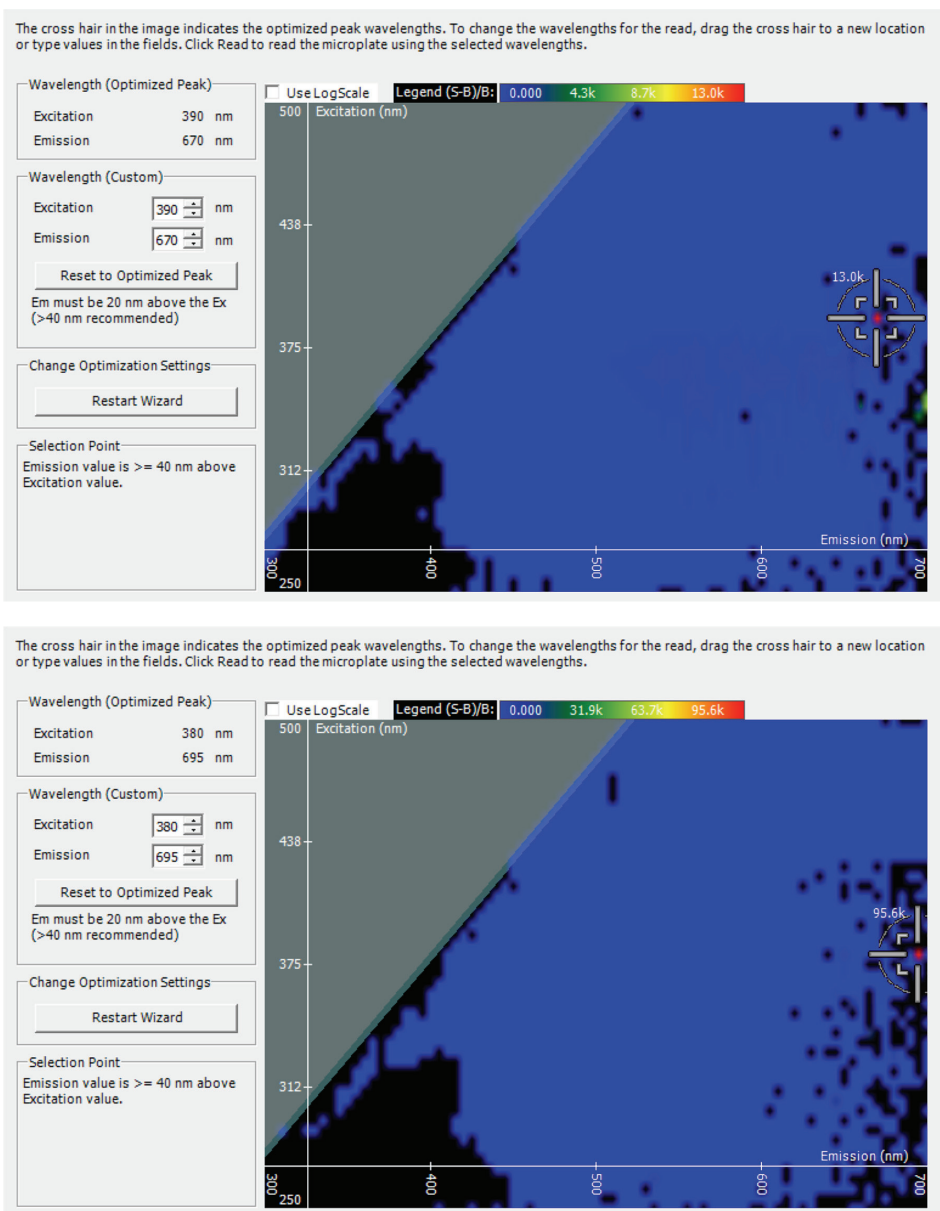 The cross hair in the image indicates the optimized peak wavelengths. To change the wavelengths for the read, drag the cross hair to a new location
or type values in the fields. Click Read to read the microplate using the selected wavelengths.
Wavelength (Optimized Peak)
Excitation 390 nm
Emission 670 nm
Wavelength (Custom)
Excitation 390 nm
Emission 670 nm
Reset to Optimized Peak
Em must be 20 nm above the Ex
(>40 nm recommended)
Change Optimization Settings
Restart Wizard
Selection Point
Emission value is >= 40 nm above
Excitation value.
Use LogScale Legend (S-B)/B: 0.000 4.3k 8.7k 13.0k
500 Excitation (nm)
438
13.0k
375
312
Emission (nm)
300 400 500 600 700
250
The cross hair in the image indicates the optimized peak wavelengths. To change the wavelengths for the read, drag the cross hair to a new location
or type values in the fields. Click Read to read the microplate using the selected wavelengths.
Wavelength (Optimized Peak)
Excitation 380 nm
Emission 695 nm
Wavelength (Custom)
Excitation 380 nm
Emission 695 nm
Reset to Optimized Peak
Em must be 20 nm above the Ex
(>40 nm recommended)
Change Optimization Settings
Restart Wizard
Selection Point
Emission value is >= 40 nm above
Excitation value.
Use LogScale Legend (S-B)/B: 0.000 31.9k 63.7k 95.6k
500 Excitation (nm)
438
95.6k
375
312
Emission (nm)
300 400 500 600 700
250